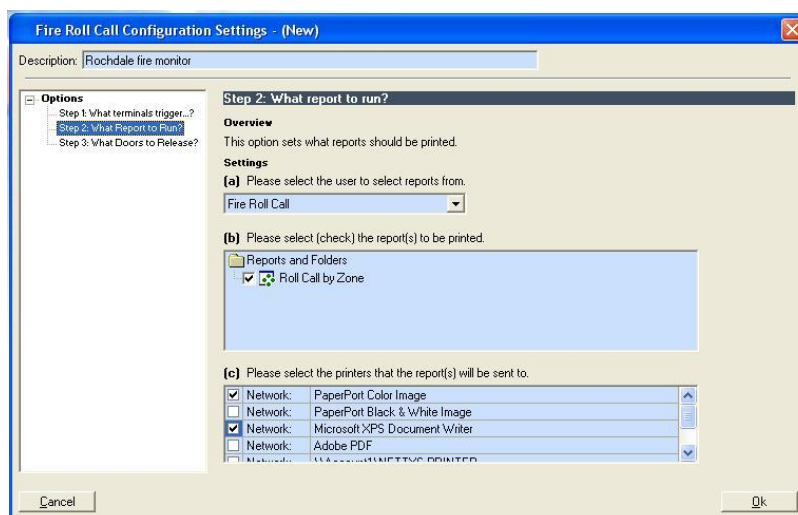 Fire Roll Call Configuration Settings - (New)
Description: Rochdale fire monitor
Options
Step 1: What terminals trigger...?
Step 2: What Report to Run?
Step 3: What Doors to Release?
Step 2: What report to run?
Overview
This option sets what reports should be printed.
Settings
(a) Please select the user to select reports from.
Fire Roll Call
(b) Please select (check) the report(s) to be printed.
Reports and Folders
Roll Call by Zone
(c) Please select the printers that the report(s) will be sent to.
Network: PaperPort Color Image
Network: PaperPort Black & White Image
Network: Microsoft XPS Document Writer
Network: Adobe PDF
Network:
Cancel
Ok